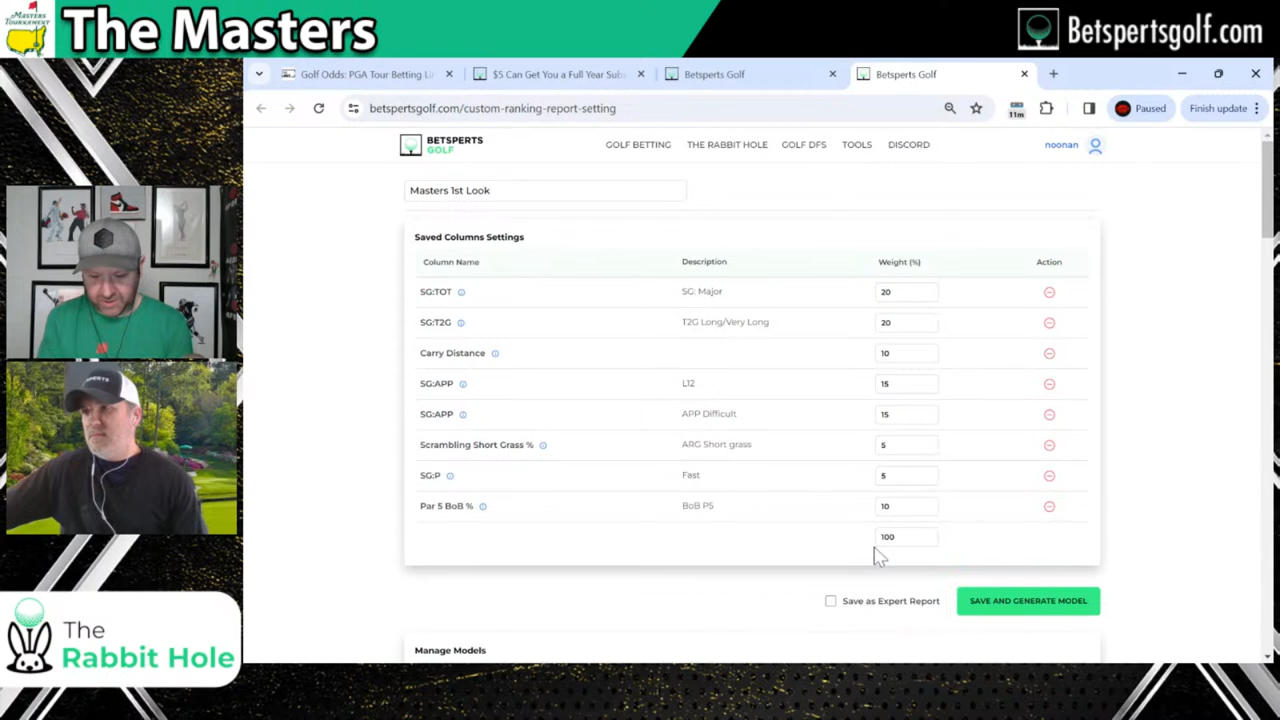 MASTERS
TOURNAMENT
The Masters
Betspertsgolf.com
Golf Odds: PGA Tour Betting Li
$5 Can Get You a Full Year Subs
Betsperts Golf
Betsperts Golf
betspertsgolf.com/custom-ranking-report-setting
11m
Paused
Finish update
BETSPERTS
GOLF
GOLF BETTING
THE RABBIT HOLE
GOLF DFS
TOOLS
DISCORD
noonan
Masters 1st Look
Saved Columns Settings
Column Name Description Weight (%) Action
SG:TOT SG: Major 20
SG:T2G T2G Long/Very Long 20
Carry Distance 10
SG:APP L12 15
SG:APP APP Difficult 15
Scrambling Short Grass % ARG Short grass 5
SG:P Fast 5
Par 5 BoB % BoB P5 10
100
Save as Expert Report
SAVE AND GENERATE MODEL
Manage Models
The
Rabbit Hole